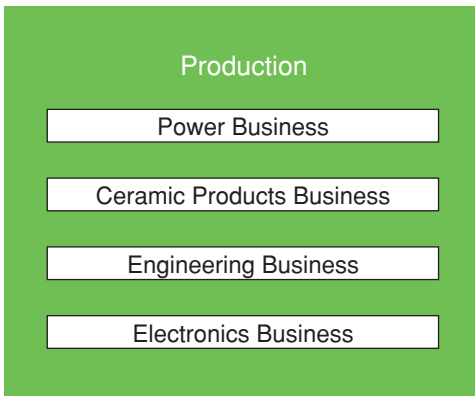 Production
Power Business
Ceramic Products Business
Engineering Business
Electronics Business